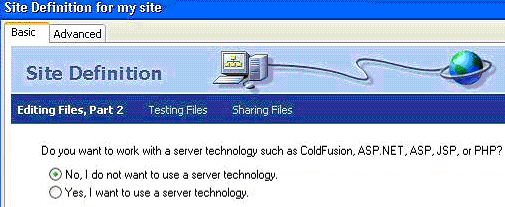 Site Definition for my site
Basic Advanced
Site Definition
Editing Files, Part 2 Testing Files Sharing Files
Do you want to work with a server technology such as ColdFusion, ASP.NET, ASP, JSP, or PHP?
No, I do not want to use a server technology.
Yes, I want to use a server technology.